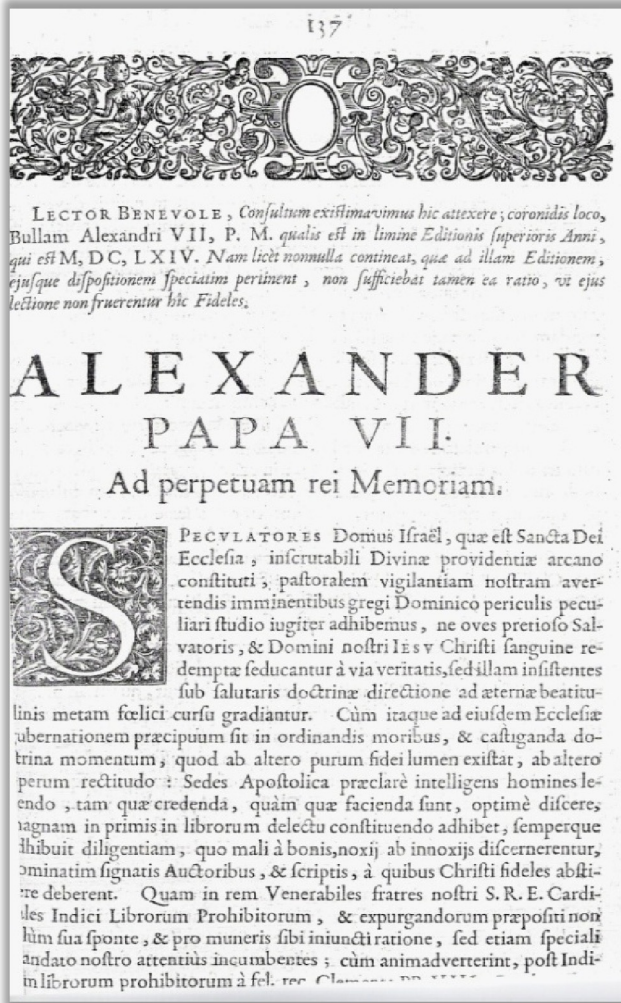 137
LECTOR BENEVOLE, Conſultum exiſtimavimus hîc attexere; coronidis loco,
Bullam Alexandri VII, P. M. qualis eſt in limine Editionis ſuperioris Anni,
qui eſt M, DC, LXIV. Nam licèt nonnulla contineat, quæ ad illam Editionem,
ejuſque diſpoſitionem ſpeciatim pertinent, non ſufficiebat tamen ea ratio, vt ejus
lectione non fruerentur hîc Fideles.
ALEXANDER
PAPA VII.
Ad perpetuam rei Memoriam.
SPECVLATORES Domus Iſraël, quæ eſt Sancta Dei
Eccleſia, inſcrutabili Divinæ providentiæ arcano
conſtituti, paſtoralem vigilantiam noſtram aver-
tendis imminentibus gregi Dominico periculis pecu-
liari ſtudio iugiter adhibemus, ne oves pretioſo Sal-
vatoris, & Domini noſtri IESV Chriſti ſanguine re-
demptæ ſeducantur à via veritatis, ſed illam inſiſtentes
ſub ſalutaris doctrinæ directione ad æternæ beatitu-
linis metam fœlici curſu gradiantur. Cùm itaque ad eiuſdem Eccleſiæ
ubernationem præcipuum ſit in ordinandis moribus, & caſtiganda do-
trina momentum, quod ab altero purum fidei lumen exiſtat, ab altero
perum rectitudo: Sedes Apoſtolica præclarè intelligens homines le-
endo, tam quæ credenda, quàm quæ facienda ſunt, optimè diſcere,
nagnam in primis in librorum delectu conſtituendo adhibet, ſemperque
dhibuit diligentiam, quo mali à bonis, noxij ab innoxijs diſcernerentur,
ominatim ſignatis Auctoribus, & ſcriptis, à quibus Chriſti fideles abſti-
re deberent. Quam in rem Venerabiles fratres noſtri S. R. E. Cardi-
les Indici Librorum Prohibitorum, & expurgandorum præpoſiti non
lùm ſua ſponte, & pro muneris ſibi iniuncti ratione, ſed etiam ſpeciali
andato noſtro attentiùs incumbentes; cùm animadverterint, poſt Indi-
m librorum prohibitorum à fel. rec.